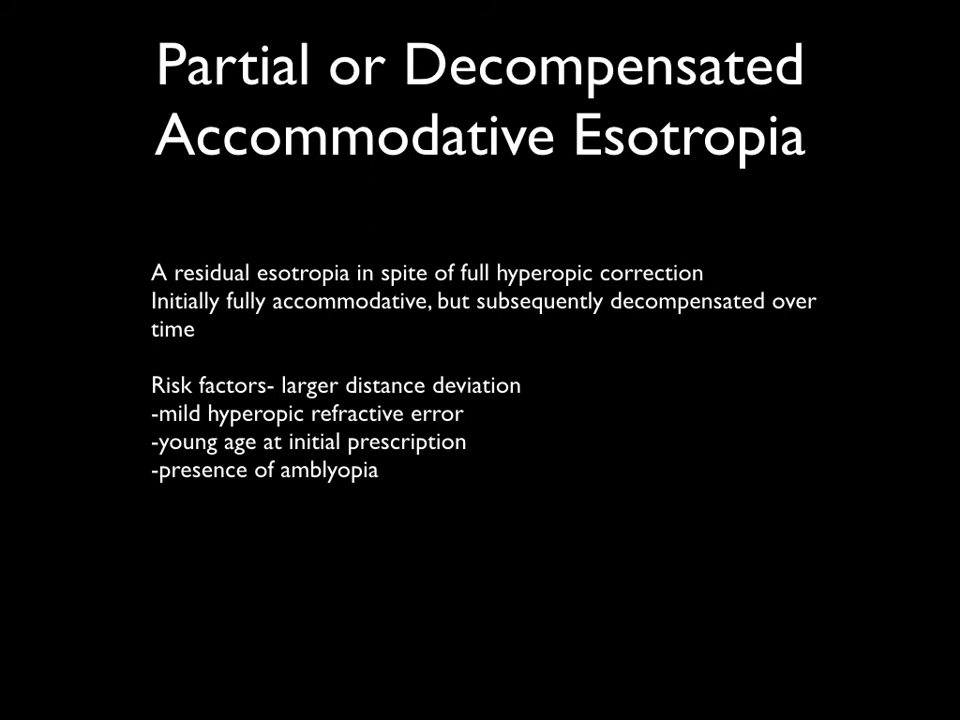 Partial or Decompensated
Accommodative Esotropia
A residual esotropia in spite of full hyperopic correction
Initially fully accommodative, but subsequently decompensated over
time
Risk factors- larger distance deviation
-mild hyperopic refractive error
-young age at initial prescription
-presence of amblyopia